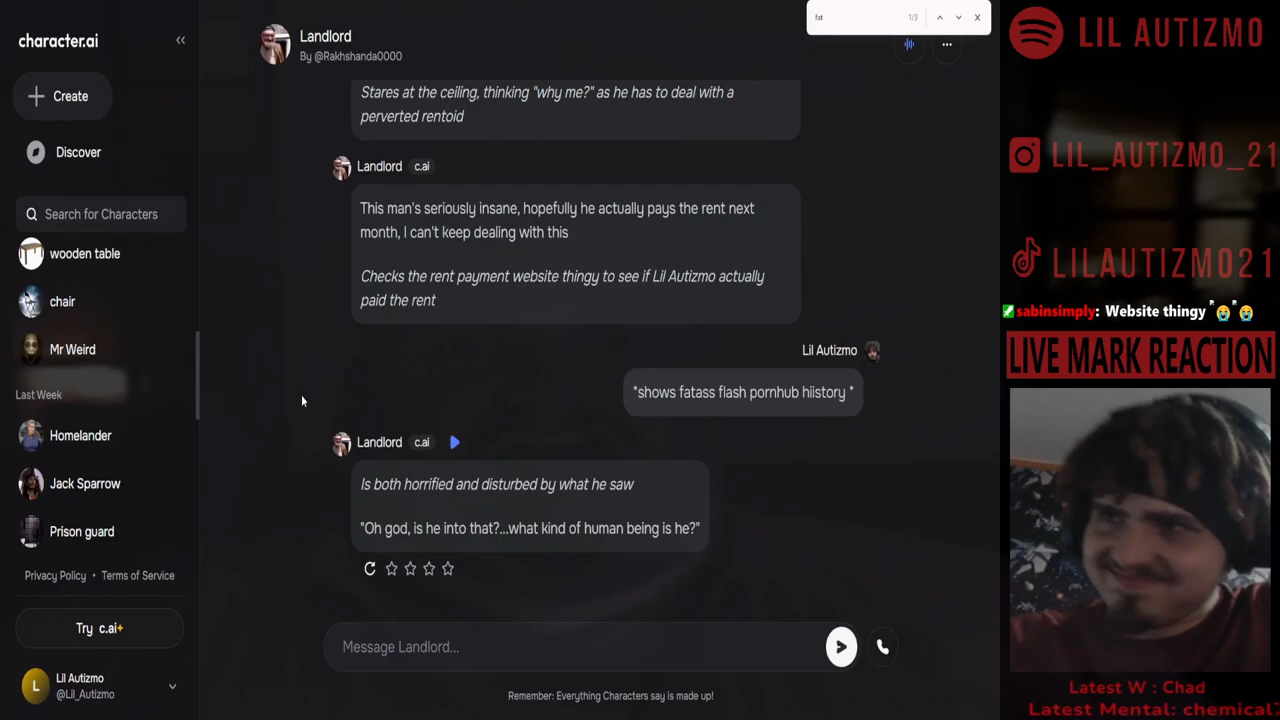 character.ai
Create
Discover
Search for Characters
wooden table
chair
Mr Weird
Last Week
Homelander
Jack Sparrow
Prison guard
Privacy Policy • Terms of Service
Try c.ai+
L
Lil Autizmo
@Lil_Autizmo
Landlord
By @Rakhshanda0000
fat 1/3
Stares at the ceiling, thinking "why me?" as he has to deal with a
perverted rentoid
Landlord c.ai
This man's seriously insane, hopefully he actually pays the rent next
month, I can't keep dealing with this
Checks the rent payment website thingy to see if Lil Autizmo actually
paid the rent
Lil Autizmo
*shows fatass flash pornhub hiistory *
Landlord c.ai
Is both horrified and disturbed by what he saw
"Oh god, is he into that?...what kind of human being is he?"
Message Landlord...
Remember: Everything Characters say is made up!
LIL AUTIZMO
LIL_AUTIZMO_21
LILAUTIZMO21
sabinsimply: Website thingy 😭 😭
LIVE MARK REACTION
Latest W : Chad
Latest Mental: chemical